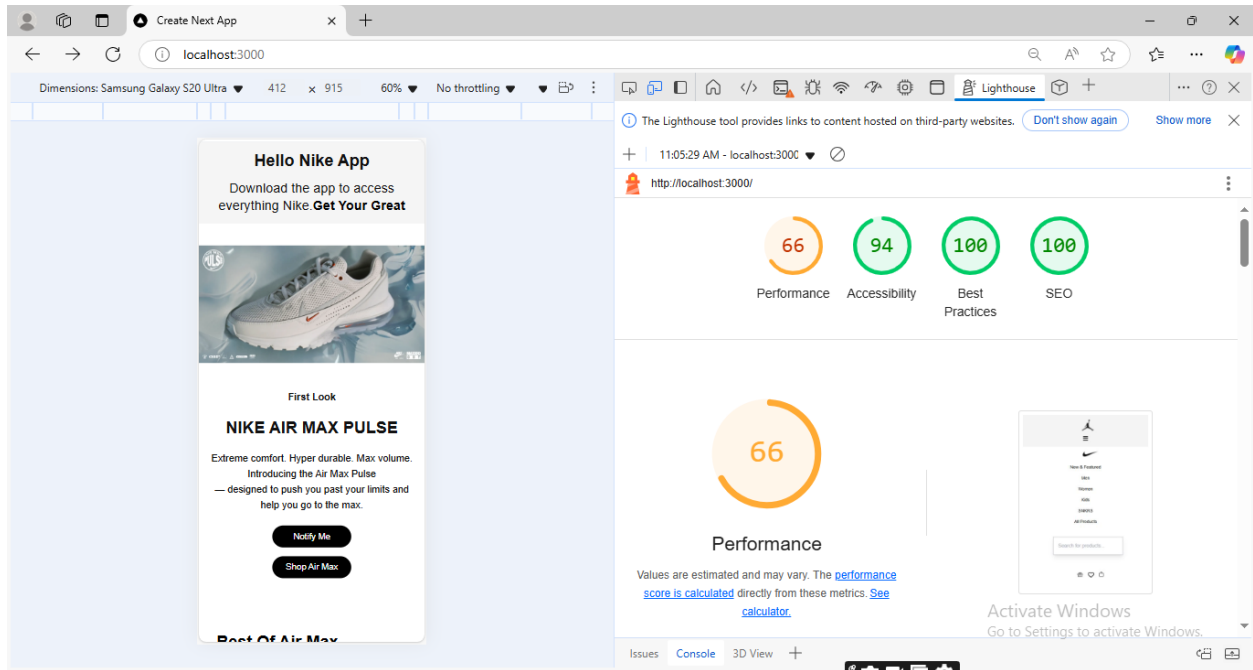 Create Next App
localhost:3000
Dimensions: Samsung Galaxy S20 Ultra ▼ 412 x 915 60% ▼ No throttling ▼
Lighthouse
The Lighthouse tool provides links to content hosted on third-party websites. Don't show again Show more
11:05:29 AM - localhost:3000
http://localhost:3000/
Hello Nike App
Download the app to access
everything Nike.Get Your Great
First Look
NIKE AIR MAX PULSE
Extreme comfort. Hyper durable. Max volume.
Introducing the Air Max Pulse
— designed to push you past your limits and
help you go to the max.
Notify Me
Shop Air Max
Best Of Air Max
66 94 100 100
Performance Accessibility Best
Practices
SEO
66
Performance
Values are estimated and may vary. The performance
score is calculated directly from these metrics. See
calculator.
New & Featured
Men
Women
Kids
All Products
Search for products...
Activate Windows
Go to Settings to activate Windows.
Issues Console 3D View